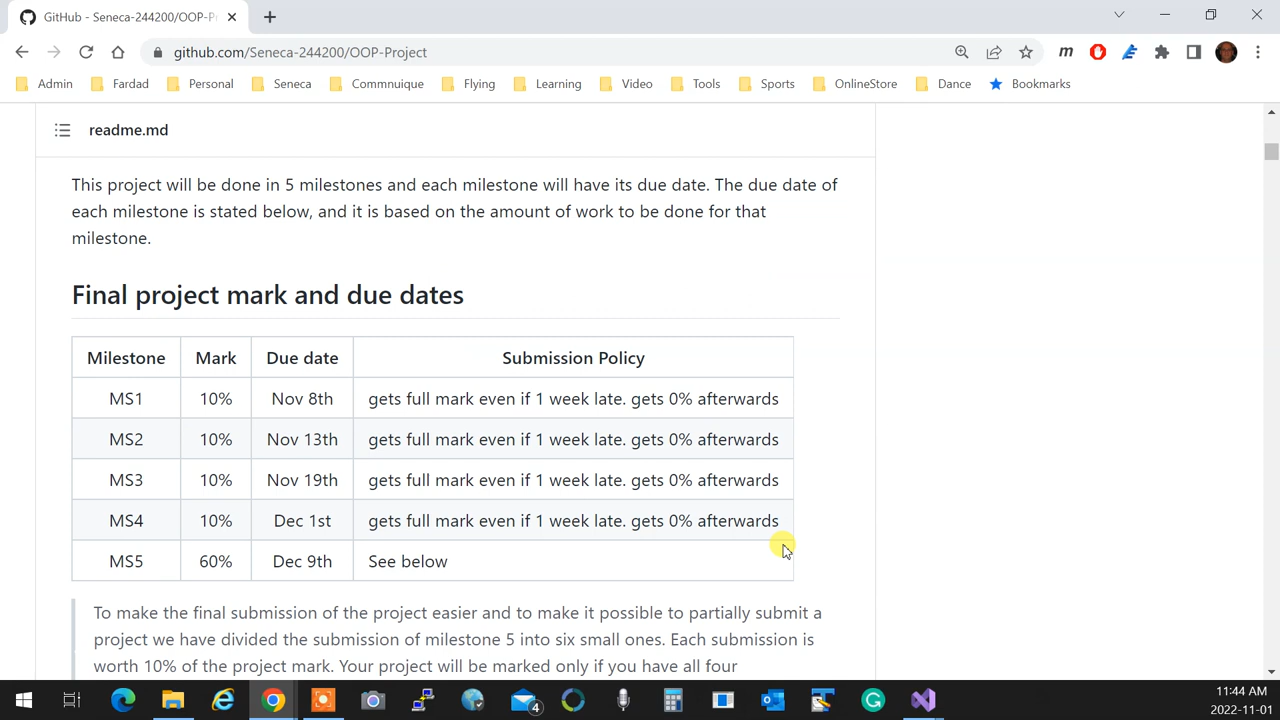 GitHub - Seneca-244200/OOP-P
github.com/Seneca-244200/OOP-Project
m
Admin Fardad Personal Seneca Commnuique Flying Learning Video Tools Sports OnlineStore Dance Bookmarks
readme.md
This project will be done in 5 milestones and each milestone will have its due date. The due date of
each milestone is stated below, and it is based on the amount of work to be done for that
milestone.
Final project mark and due dates
Milestone Mark Due date Submission Policy
MS1 10% Nov 8th gets full mark even if 1 week late. gets 0% afterwards
MS2 10% Nov 13th gets full mark even if 1 week late. gets 0% afterwards
MS3 10% Nov 19th gets full mark even if 1 week late. gets 0% afterwards
MS4 10% Dec 1st gets full mark even if 1 week late. gets 0% afterwards
MS5 60% Dec 9th See below
To make the final submission of the project easier and to make it possible to partially submit a
project we have divided the submission of milestone 5 into six small ones. Each submission is
worth 10% of the project mark. Your project will be marked only if you have all four
4
11:44 AM
2022-11-01